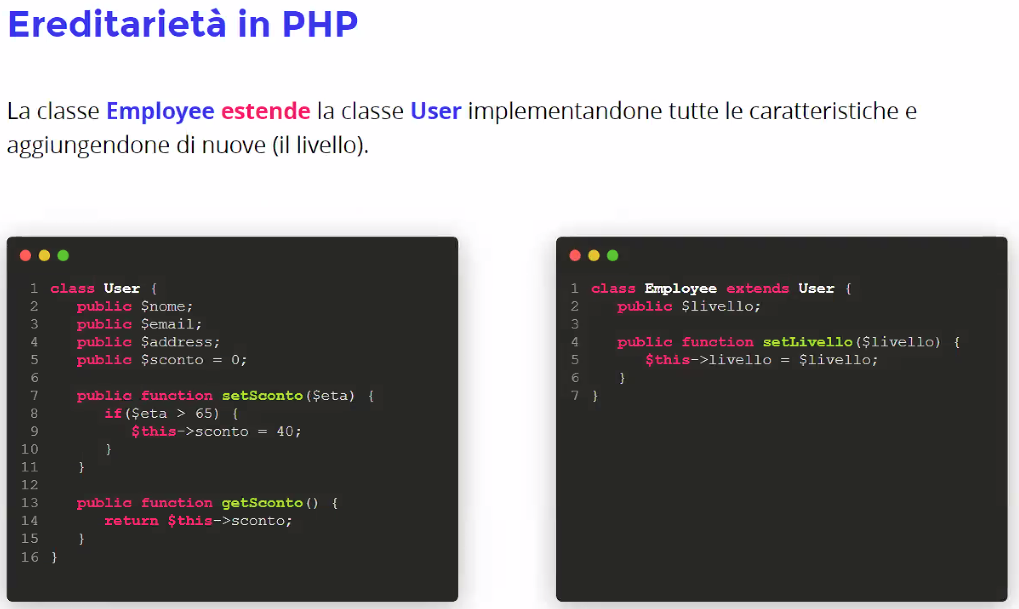 Ereditarietà in PHP
La classe Employee estende la classe User implementandone tutte le caratteristiche e
aggiungendone di nuove (il livello).
1 class User {
2 public $nome;
3 public $email;
4 public $address;
5 public $sconto = 0;
6
7 public function setSconto($eta) {
8 if($eta > 65) {
9 $this->sconto = 40;
10 }
11 }
12
13 public function getSconto() {
14 return $this->sconto;
15 }
16 }
1 class Employee extends User {
2 public $livello;
3
4 public function setLivello($livello) {
5 $this->livello = $livello;
6 }
7 }